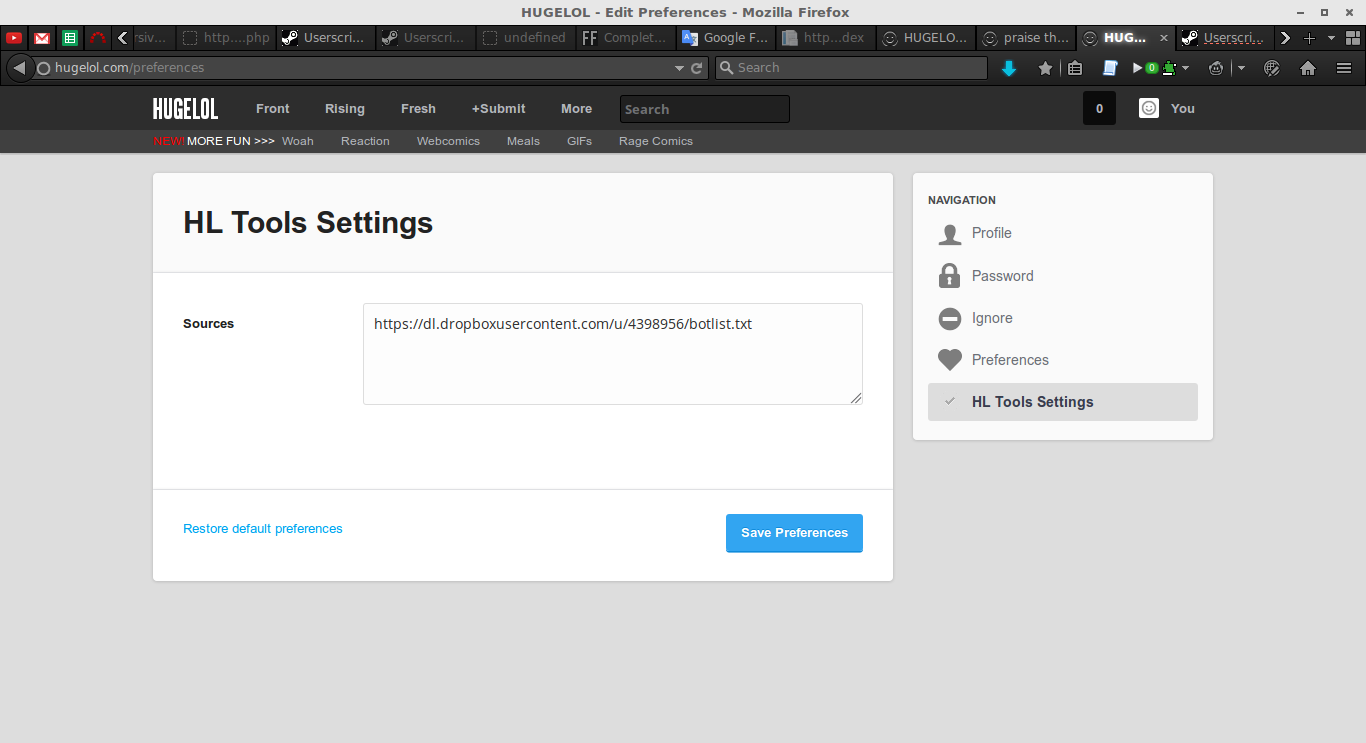 HUGELOL - Edit Preferences - Mozilla Firefox
rsiv...
http....php
Userscri...
Userscri...
undefined
FF Complet...
Google F...
http...dex
HUGELO...
praise th...
HUG...
Userscri...
hugelol.com/preferences
Search
0
HUGELOL
Front
Rising
Fresh
+Submit
More
Search
0
You
NEW! MORE FUN >>>
Woah
Reaction
Webcomics
Meals
GIFs
Rage Comics
HL Tools Settings
Sources
https://dl.dropboxusercontent.com/u/4398956/botlist.txt
Restore default preferences
Save Preferences
NAVIGATION
Profile
Password
Ignore
Preferences
HL Tools Settings